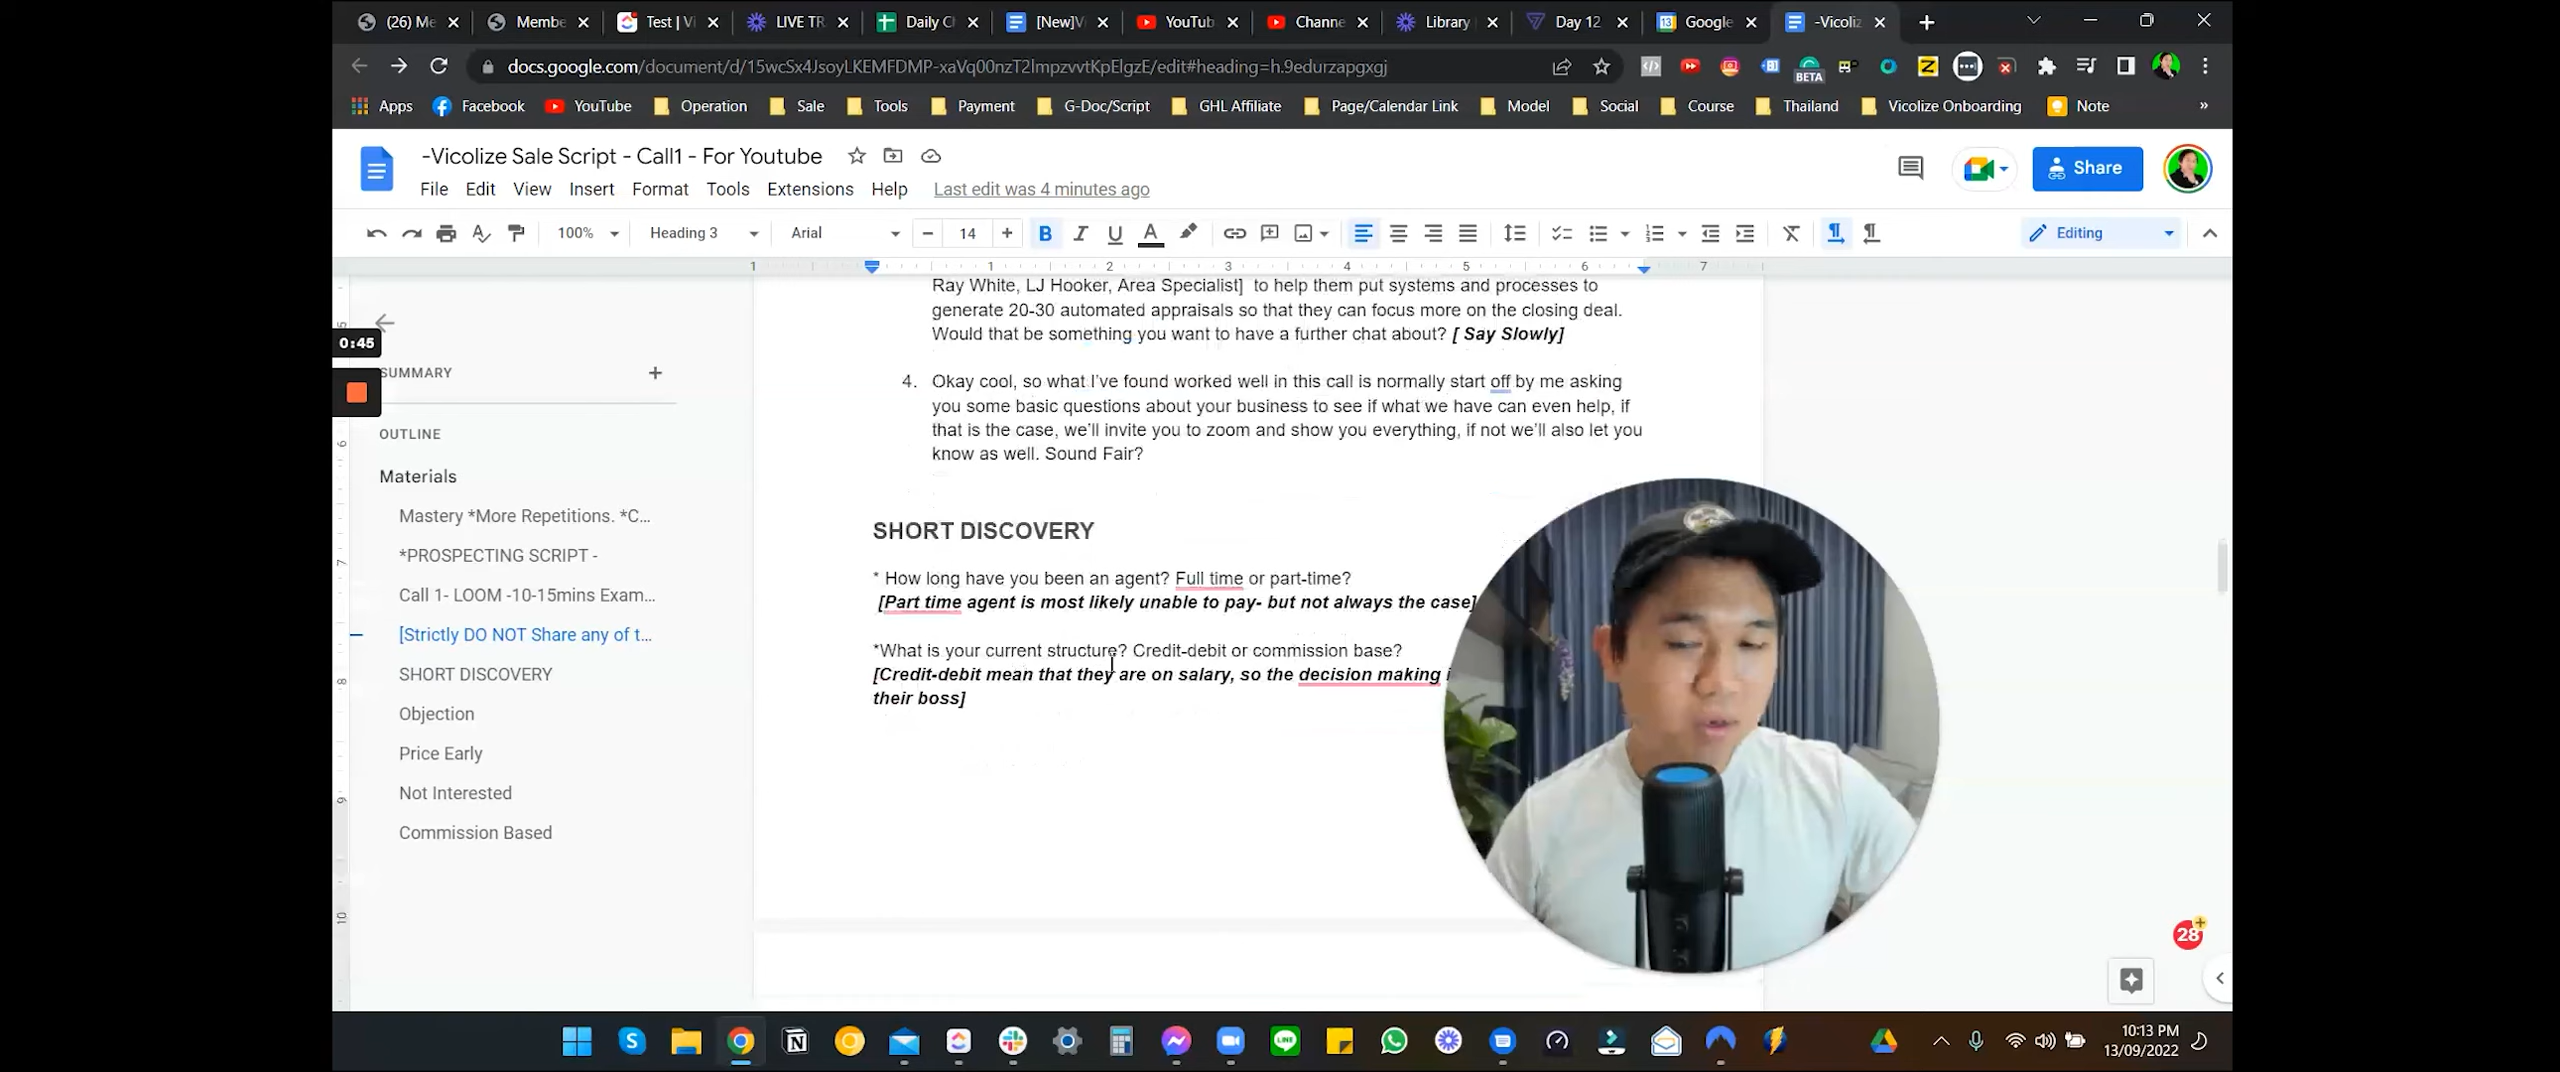 (26) Me
Membe
Test | Vi
LIVE TR
Daily Ch
[New]V
YouTub
Channe
Library
Day 12
Google
-Vicoliz
docs.google.com/document/d/15wcSx4JsoyLKEMFDMP-xaVq00nzT2ImpzvvtKpElgzE/edit#heading=h.9edurzapgxgj
BETA
Apps
Facebook
YouTube
Operation
Sale
Tools
Payment
G-Doc/Script
GHL Affiliate
Page/Calendar Link
Model
Social
Course
Thailand
Vicolize Onboarding
Note
»
-Vicolize Sale Script - Call1 - For Youtube
Share
File Edit View Insert Format Tools Extensions Help Last edit was 4 minutes ago
100% Heading 3 Arial − 14 + B I U A Editing
1 1 2 3 4 5 6 7
0:45
SUMMARY +
OUTLINE
Materials
Mastery *More Repetitions. *C...
*PROSPECTING SCRIPT -
Call 1- LOOM -10-15mins Exam...
[Strictly DO NOT Share any of t...
SHORT DISCOVERY
Objection
Price Early
Not Interested
Commission Based
Ray White, LJ Hooker, Area Specialist] to help them put systems and processes to
generate 20-30 automated appraisals so that they can focus more on the closing deal.
Would that be something you want to have a further chat about? [ Say Slowly]
4. Okay cool, so what I've found worked well in this call is normally start off by me asking
you some basic questions about your business to see if what we have can even help, if
that is the case, we'll invite you to zoom and show you everything, if not we'll also let you
know as well. Sound Fair?
SHORT DISCOVERY
* How long have you been an agent? Full time or part-time?
[Part time agent is most likely unable to pay- but not always the case]
*What is your current structure? Credit-debit or commission base?
[Credit-debit mean that they are on salary, so the decision making i
their boss]
28
10:13 PM
13/09/2022